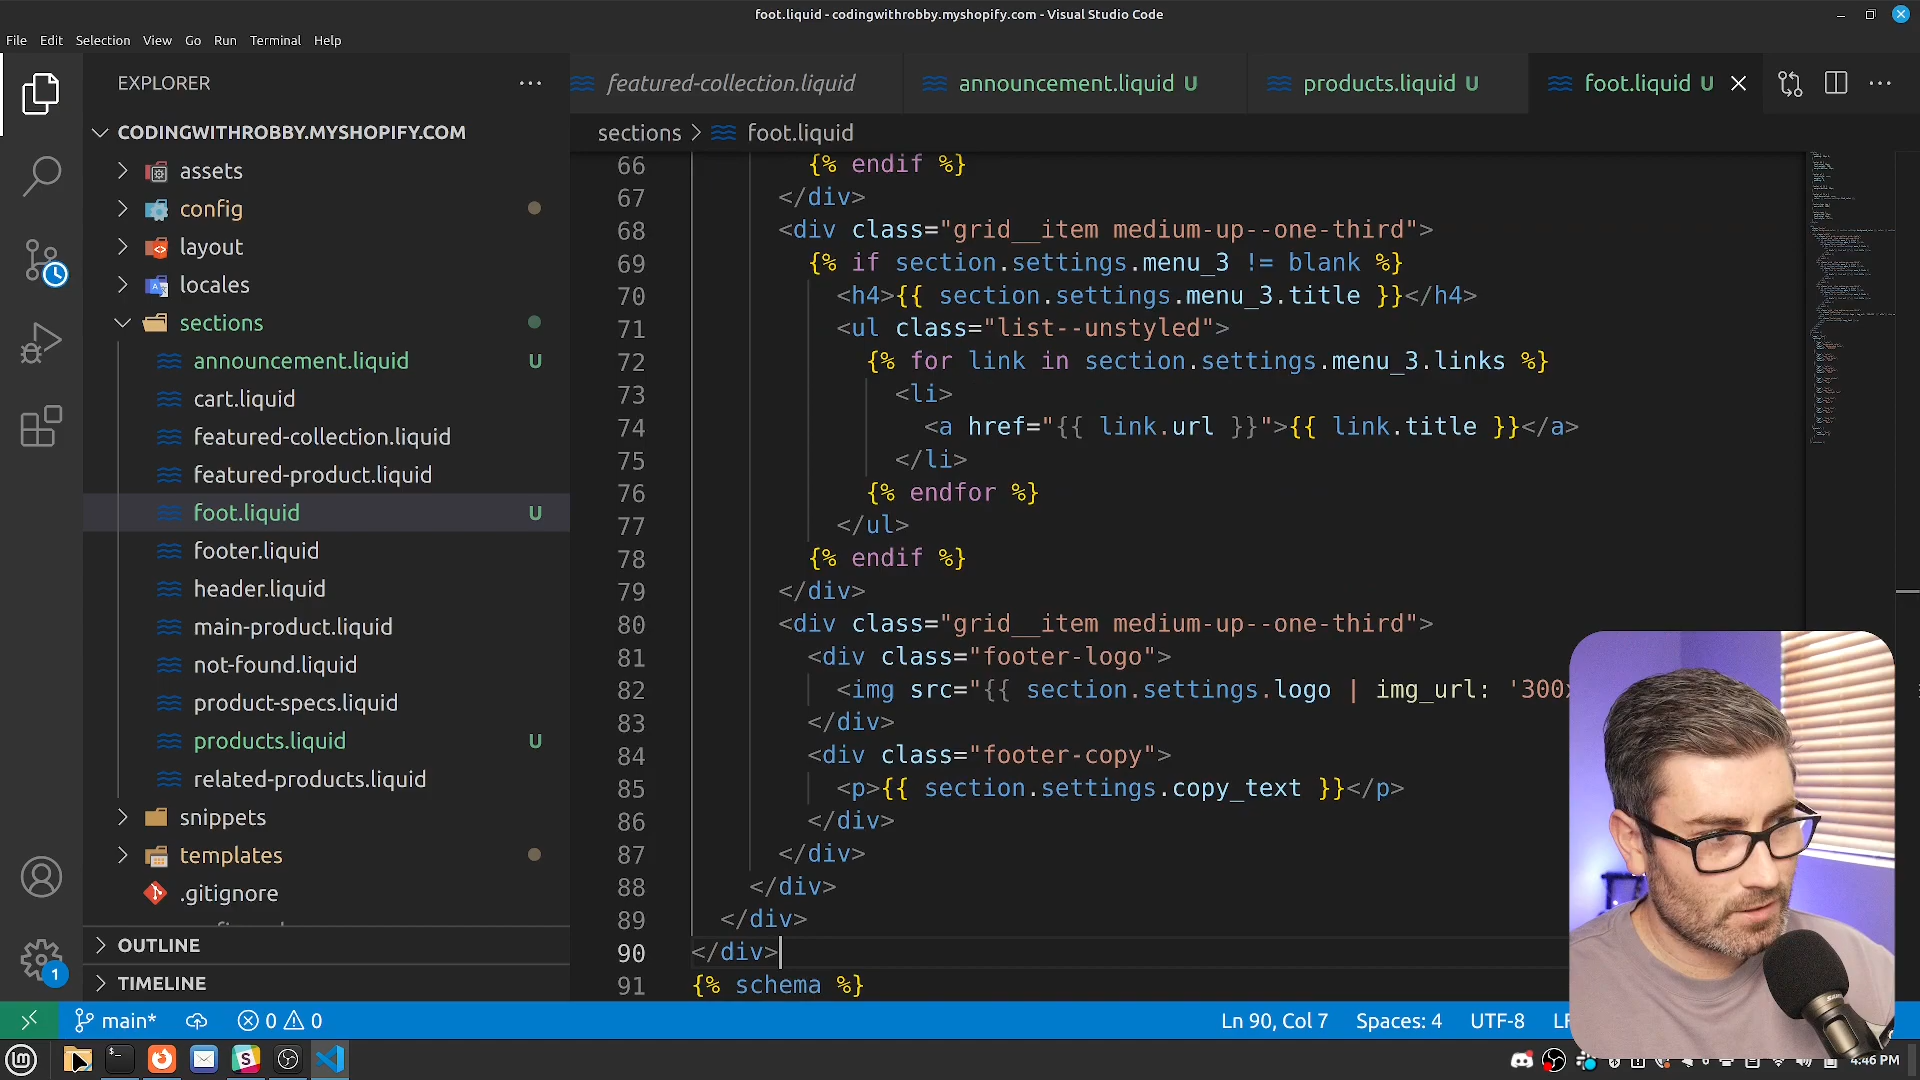 foot.liquid - codingwithrobby.myshopify.com - Visual Studio Code
File Edit Selection View Go Run Terminal Help
EXPLORER
featured-collection.liquid announcement.liquid U products.liquid U foot.liquid U
CODINGWITHROBBY.MYSHOPIFY.COM
sections > foot.liquid
assets
config
layout
locales
sections
announcement.liquid U
cart.liquid
featured-collection.liquid
featured-product.liquid
foot.liquid U
footer.liquid
header.liquid
main-product.liquid
not-found.liquid
product-specs.liquid
products.liquid U
related-products.liquid
snippets
templates
.gitignore
OUTLINE
TIMELINE
66 {% endif %}
67 </div>
68 <div class="grid__item medium-up--one-third">
69 {% if section.settings.menu_3 != blank %}
70 <h4>{{ section.settings.menu_3.title }}</h4>
71 <ul class="list--unstyled">
72 {% for link in section.settings.menu_3.links %}
73 <li>
74 <a href="{{ link.url }}">{{ link.title }}</a>
75 </li>
76 {% endfor %}
77 </ul>
78 {% endif %}
79 </div>
80 <div class="grid__item medium-up--one-third">
81 <div class="footer-logo">
82 <img src="{{ section.settings.logo | img_url: '300x
83 </div>
84 <div class="footer-copy">
85 <p>{{ section.settings.copy_text }}</p>
86 </div>
87 </div>
88 </div>
89 </div>
90 </div>
91 {% schema %}
1
main* 0 0 Ln 90, Col 7 Spaces: 4 UTF-8 LF
4:46 PM